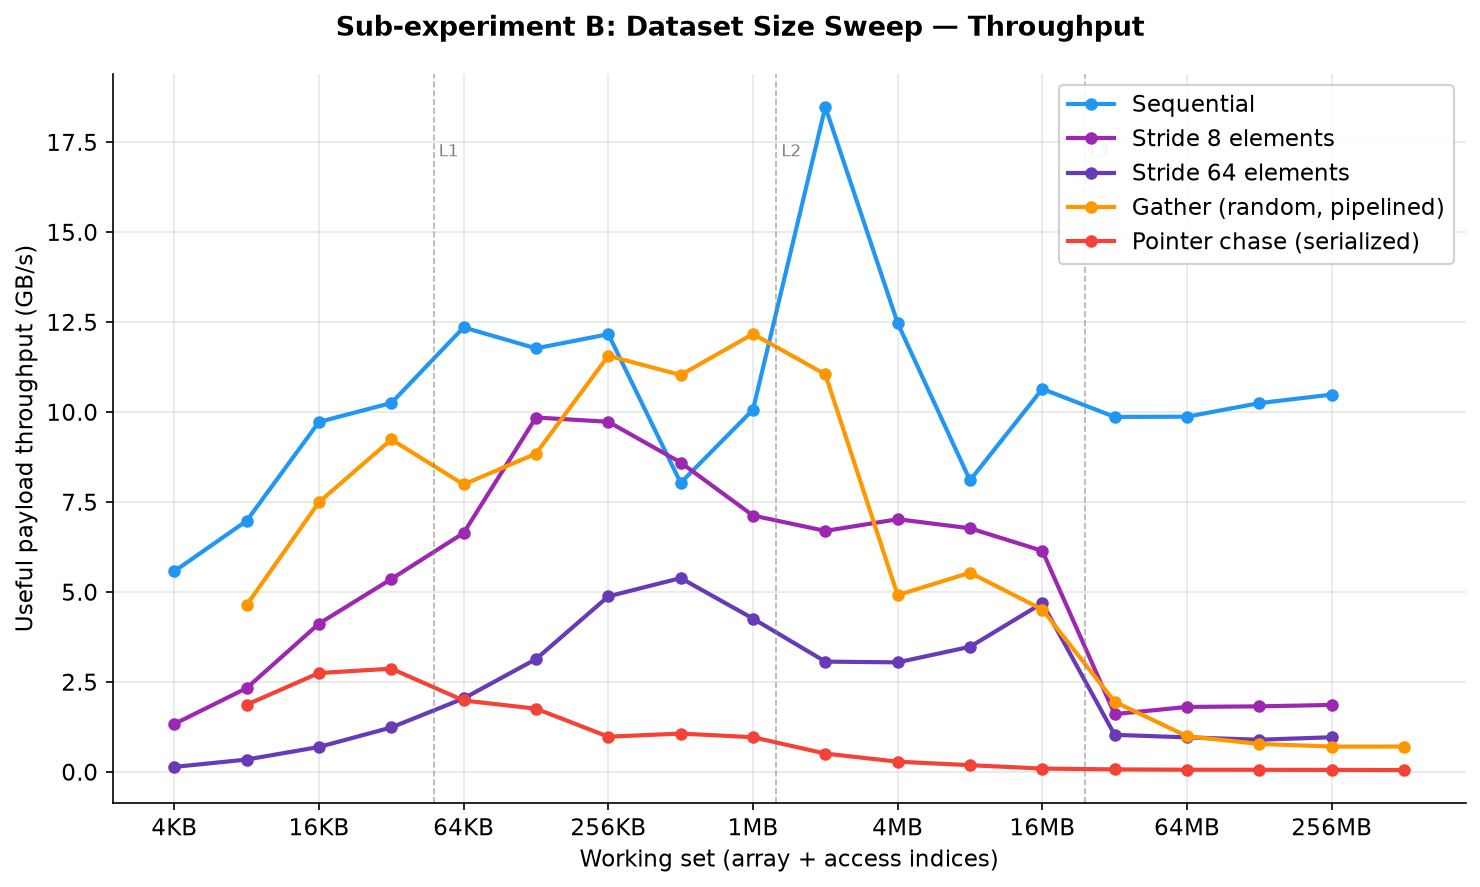 Sub-experiment B: Dataset Size Sweep — Throughput
Useful payload throughput (GB/s)
17.5
15.0
12.5
10.0
7.5
5.0
2.5
0.0
L1
L2
L3
Sequential
Stride 8 elements
Stride 64 elements
Gather (random, pipelined)
Pointer chase (serialized)
4KB
16KB
64KB
256KB
1MB
4MB
16MB
64MB
256MB
Working set (array + access indices)